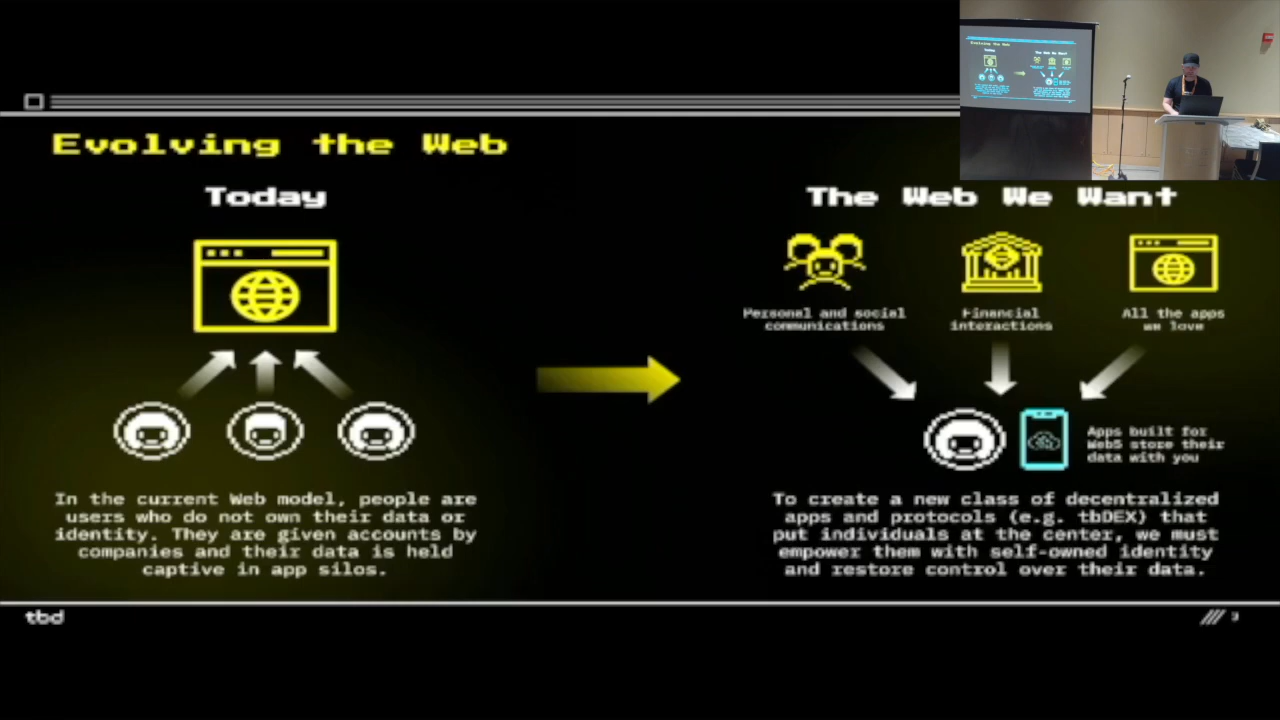 Evolving the Web
Today
In the current Web model, people are
users who do not own their data or
identity. They are given accounts by
companies and their data is held
captive in app silos.
The Web We Want
Personal and social
communications
Financial
interactions
All the apps
we love
Apps built for
Web5 store their
data with you
To create a new class of decentralized
apps and protocols (e.g. tbDEX) that
put individuals at the center, we must
empower them with self-owned identity
and restore control over their data.
tbd
/// 3